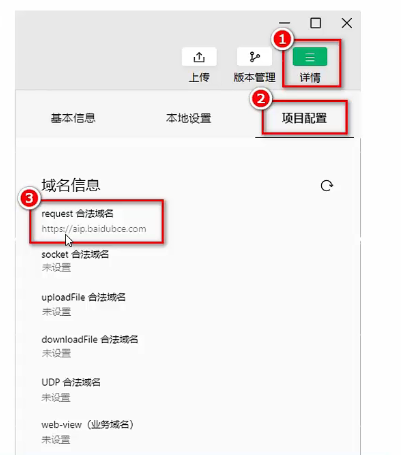 1
上传
版本管理
详情
2
基本信息
本地设置
项目配置
域名信息
3
request 合法域名
https://aip.baidubce.com
socket 合法域名
未设置
uploadFile 合法域名
未设置
downloadFile 合法域名
未设置
UDP 合法域名
未设置
web-view（业务域名）
未设置